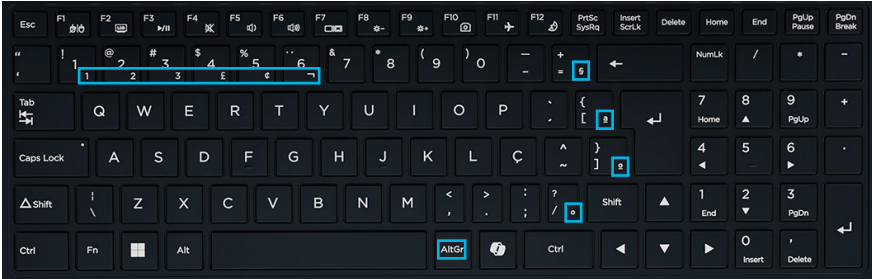 Esc F1 F2 F3 F4 F5 F6 F7 F8 F9 F10 F11 F12 PrtSc SysRq Insert ScrLk Delete Home End PgUp Pause PgDn Break
" ' ! 1 @ 2 # 3 $ 4 % 5 ¨ 6 & 7 * 8 ( 9 ) 0 — - + = § ← NumLk / * -
1 2 3 £ ¢ ¬
Tab Q W E R T Y U I O P ` ´ { [ ª 7 Home 8 ▲ 9 PgUp +
Caps Lock A S D F G H J K L Ç ^ ~ } ] º 4 ◀ 5 6 ▶ .
Shift ¦ \ Z X C V B N M < , > . : ; ? / ° Shift ▲ 1 End 2 ▼ 3 PgDn
Ctrl Fn Alt AltGr Ctrl ◀ ▼ ▶ 0 Insert , Delete